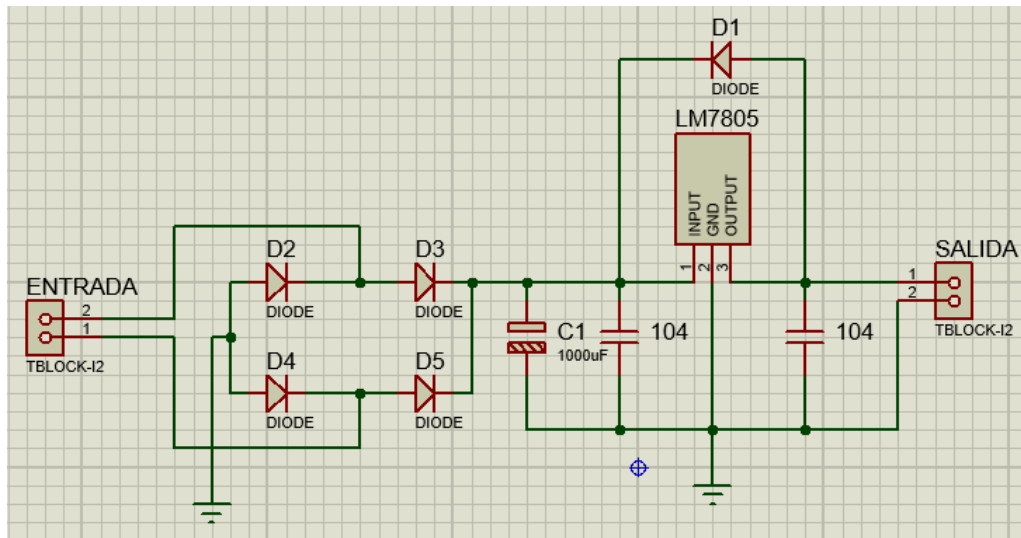 D1
DIODE
LM7805
INPUT
GND
OUTPUT
1
2
3
ENTRADA
2
1
TBLOCK-I2
D2
DIODE
D3
DIODE
D4
DIODE
D5
DIODE
C1
1000uF
104
104
SALIDA
1
2
TBLOCK-I2